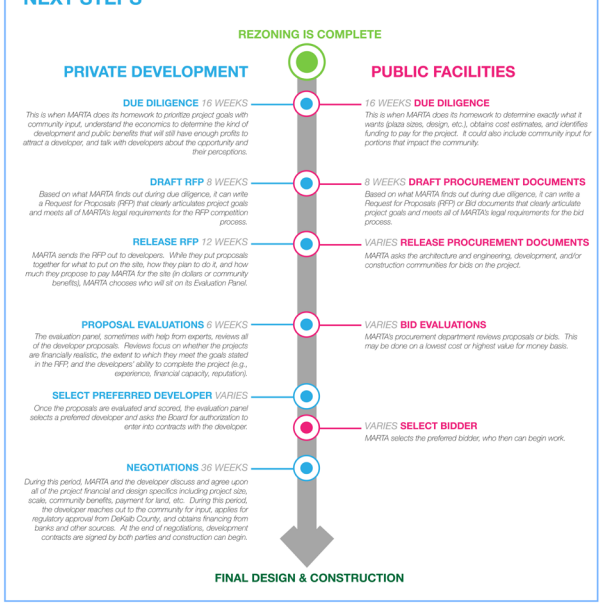 NEXT STEPS
REZONING IS COMPLETE
PRIVATE DEVELOPMENT
PUBLIC FACILITIES
DUE DILIGENCE 16 WEEKS
This is when MARTA does its homework to prioritize project goals with
community input, understand the economics to determine the kind of
development and public benefits that will still have enough profits to
attract a developer, and talk with developers about the opportunity and
their perceptions.
16 WEEKS DUE DILIGENCE
This is when MARTA does its homework to determine exactly what it
wants (plaza sizes, design, etc.), obtains cost estimates, and identifies
funding to pay for the project. It could also include community input for
portions that impact the community.
DRAFT RFP 8 WEEKS
Based on what MARTA finds out during due diligence, it can write
a Request for Proposals (RFP) that clearly articulates project goals
and meets all of MARTA's legal requirements for the RFP competition
process.
8 WEEKS DRAFT PROCUREMENT DOCUMENTS
Based on what MARTA finds out during due diligence, it can write a
Request for Proposals (RFP) or Bid documents that clearly articulate
project goals and meets all of MARTA's legal requirements for the bid
process.
RELEASE RFP 12 WEEKS
MARTA sends the RFP out to developers. While they put proposals
together for what to put on the site, how they plan to do it, and how
much they propose to pay MARTA for the site (in dollars or community
benefits), MARTA chooses who will sit on its Evaluation Panel.
VARIES RELEASE PROCUREMENT DOCUMENTS
MARTA asks the architecture and engineering, development, and/or
construction communities for bids on the project.
PROPOSAL EVALUATIONS 6 WEEKS
The evaluation panel, sometimes with help from experts, reviews all
of the developer proposals. Reviews focus on whether the projects
are financially realistic, the extent to which they meet the goals stated
in the RFP, and the developers' ability to complete the project (e.g.,
experience, financial capacity, reputation).
VARIES BID EVALUATIONS
MARTA's procurement department reviews proposals or bids. This
may be done on a lowest cost or highest value for money basis.
SELECT PREFERRED DEVELOPER VARIES
Once the proposals are evaluated and scored, the evaluation panel
selects a preferred developer and asks the Board for authorization to
enter into contracts with the developer.
VARIES SELECT BIDDER
MARTA selects the preferred bidder, who then can begin work.
NEGOTIATIONS 36 WEEKS
During this period, MARTA and the developer discuss and agree upon
all of the project financial and design specifics including project size,
scale, community benefits, payment for land, etc. During this period,
the developer reaches out to the community for input, applies for
regulatory approval from DeKalb County, and obtains financing from
banks and other sources. At the end of negotiations, development
contracts are signed by both parties and construction can begin.
FINAL DESIGN & CONSTRUCTION